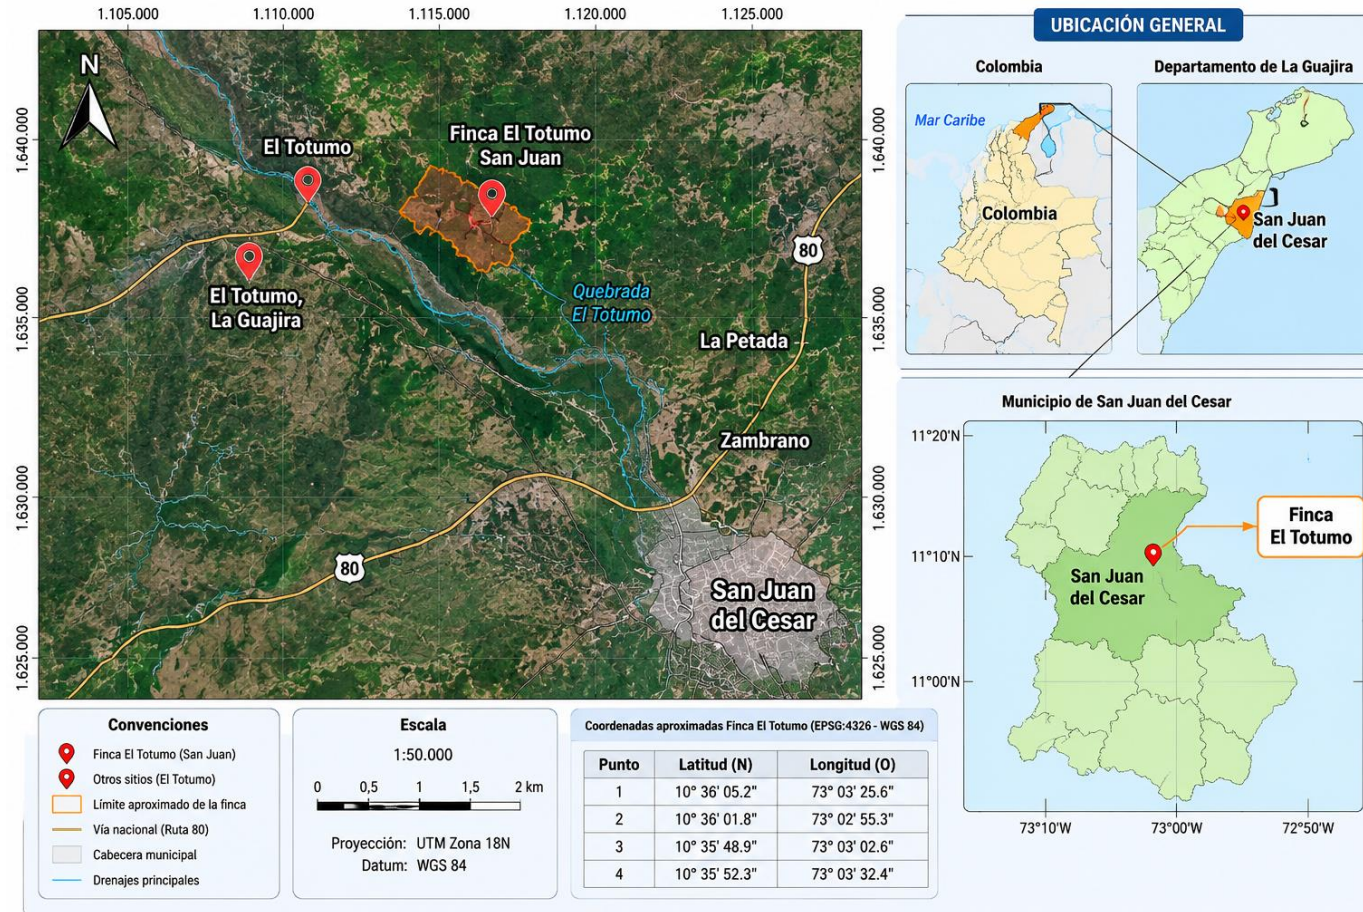 1.105.000
1.110.000
1.115.000
1.120.000
1.125.000
1.640.000
1.635.000
1.630.000
1.625.000
1.640.000
1.635.000
1.630.000
1.625.000
N
El Totumo
Finca El Totumo
San Juan
El Totumo,
La Guajira
Quebrada
El Totumo
80
La Petada
Zambrano
80
San Juan
del Cesar
UBICACIÓN GENERAL
Colombia
Mar Caribe
Colombia
Departamento de La Guajira
San Juan
del Cesar
Municipio de San Juan del Cesar
11°20'N
11°10'N
11°00'N
Finca
El Totumo
San Juan
del Cesar
73°10'W
73°00'W
72°50'W
Convenciones
Finca El Totumo (San Juan)
Otros sitios (El Totumo)
Límite aproximado de la finca
Vía nacional (Ruta 80)
Cabecera municipal
Drenajes principales
Escala
1:50.000
0 0,5 1 1,5 2 km
Proyección: UTM Zona 18N
Datum: WGS 84
Coordenadas aproximadas Finca El Totumo (EPSG:4326 - WGS 84)
Punto Latitud (N) Longitud (O)
1 10° 36' 05.2" 73° 03' 25.6"
2 10° 36' 01.8" 73° 02' 55.3"
3 10° 35' 48.9" 73° 03' 02.6"
4 10° 35' 52.3" 73° 03' 32.4"